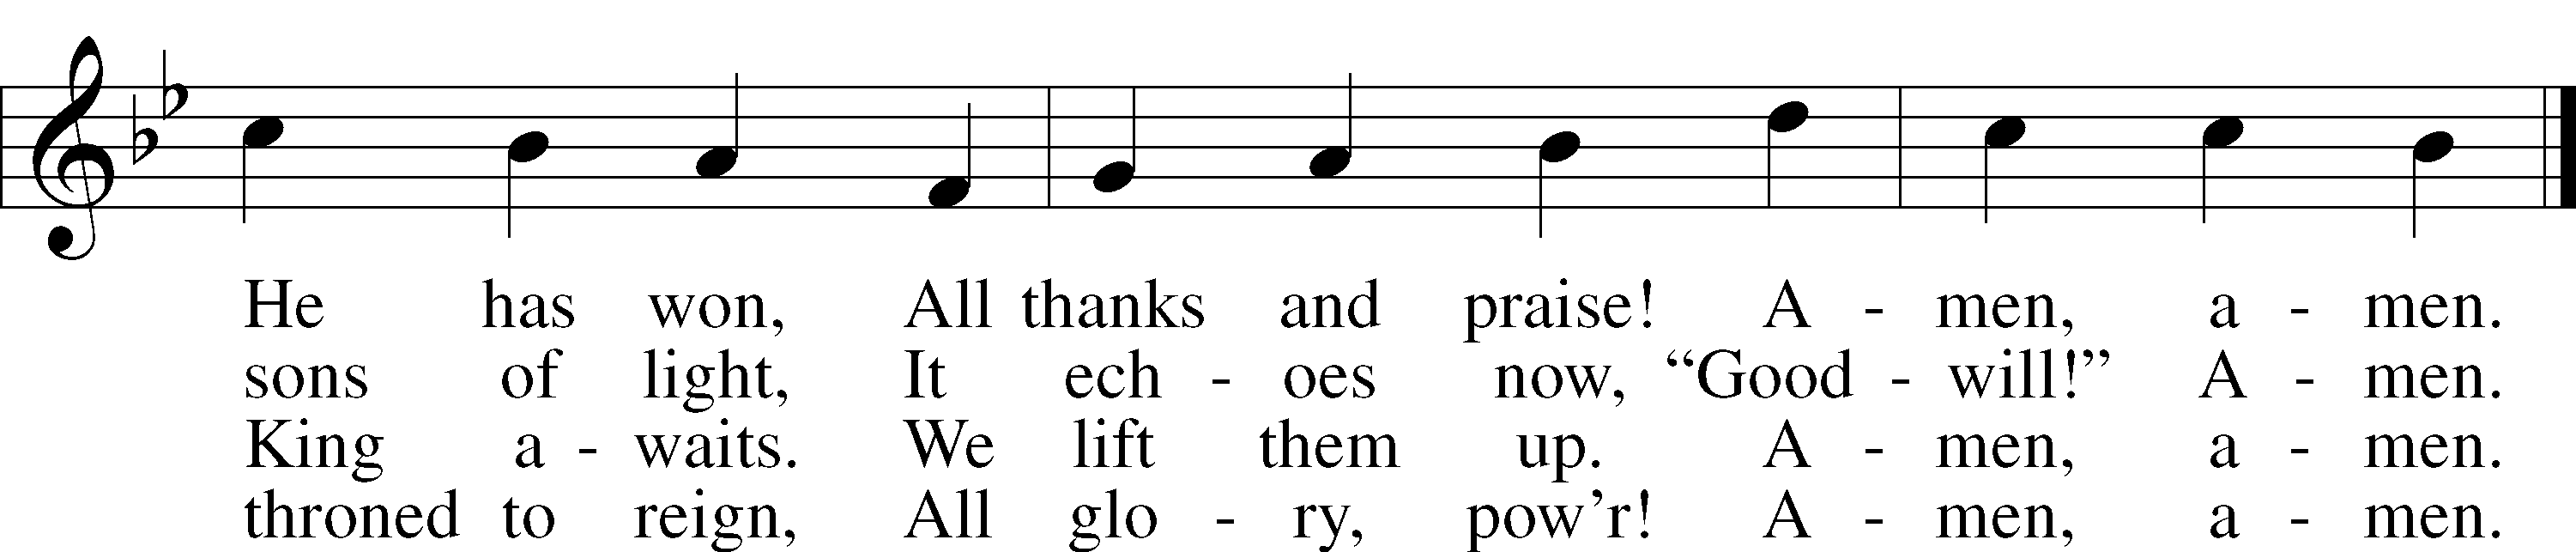 He has won, All thanks and praise! A - men, a - men.
sons of light, It ech - oes now, “Good - will!” A - men.
King a - waits. We lift them up. A - men, a - men.
throned to reign, All glo - ry, pow’r! A - men, a - men.